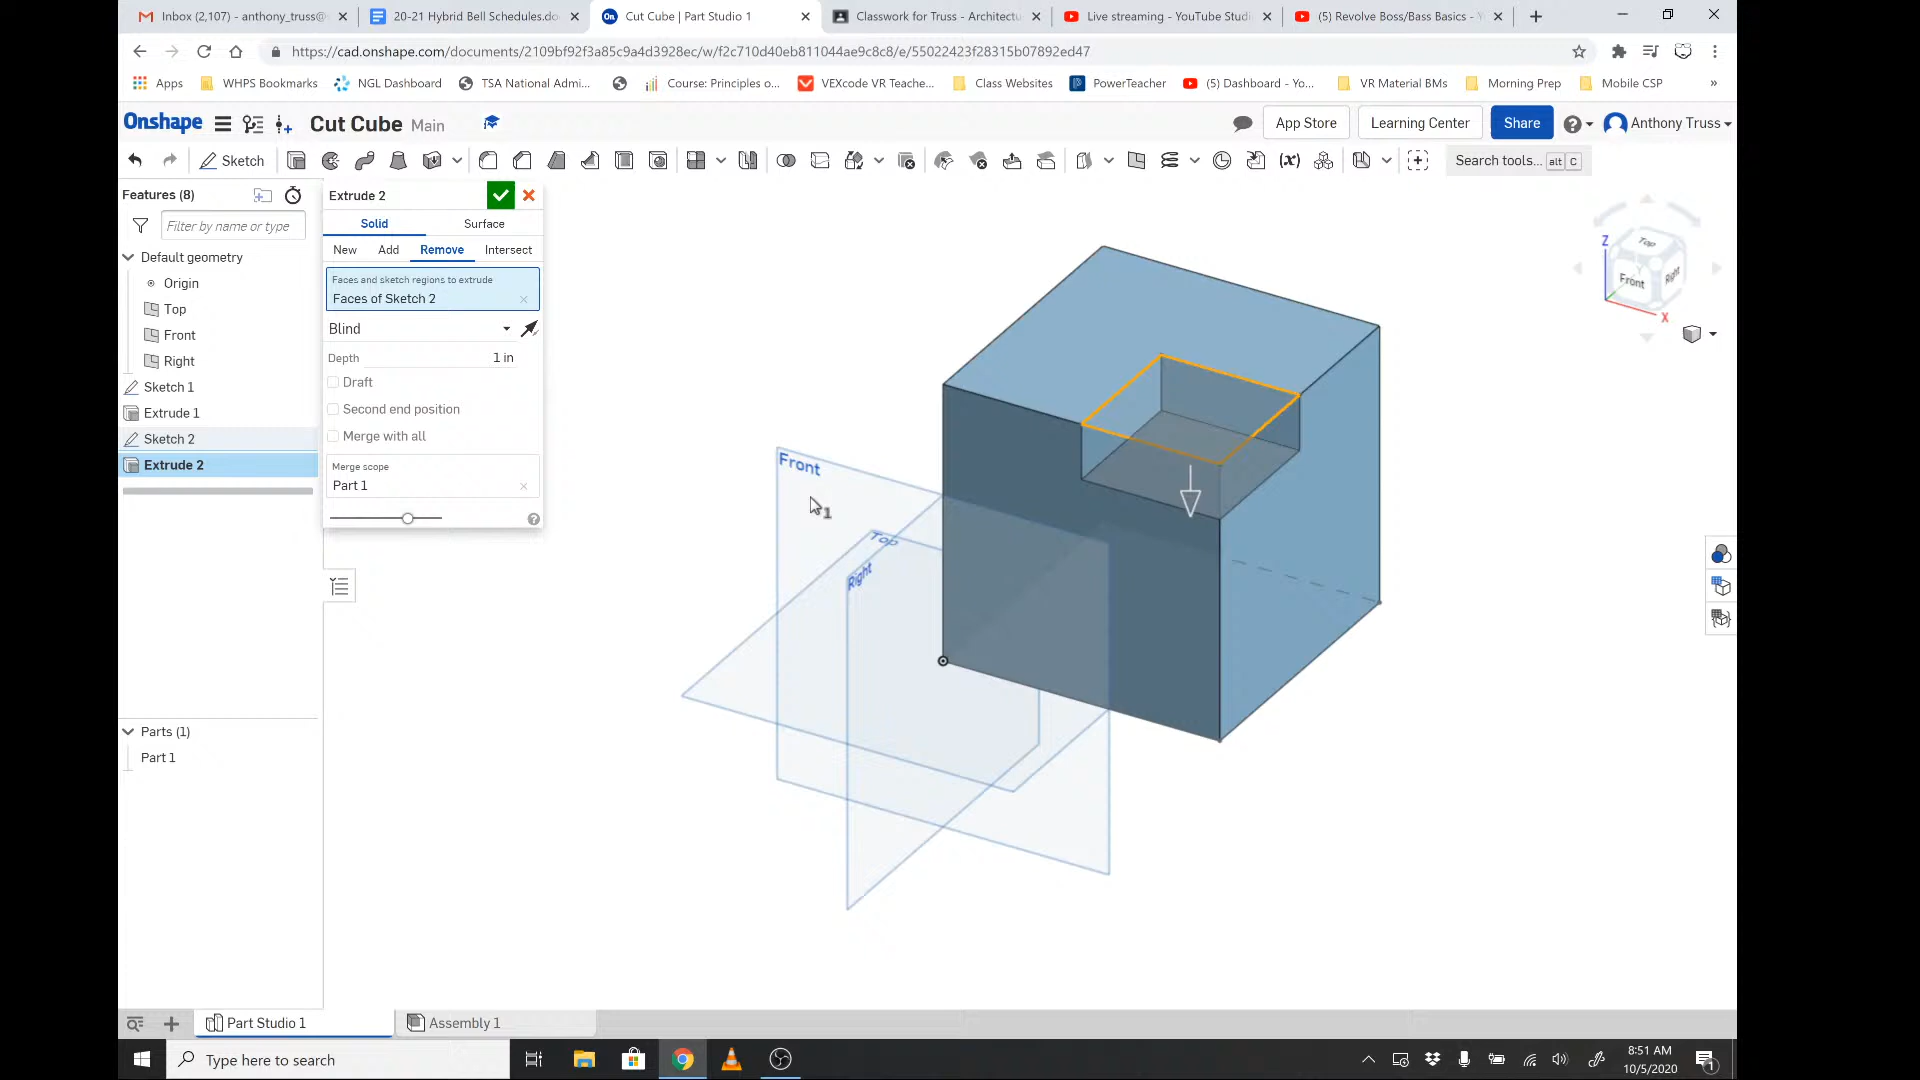 Inbox (2,107) - anthony_truss@
20-21 Hybrid Bell Schedules.do
Cut Cube | Part Studio 1
Classwork for Truss - Architectu
Live streaming - YouTube Studi
(5) Revolve Boss/Bass Basics - Y
https://cad.onshape.com/documents/2109bf92f3a85c9a4d3928ec/w/f2c710d40eb811044ae9c8c8/e/55022423f28315b07892ed47
Apps
WHPS Bookmarks
NGL Dashboard
TSA National Admi...
Course: Principles o...
VEXcode VR Teache...
Class Websites
PowerTeacher
(5) Dashboard - Yo...
VR Material BMs
Morning Prep
Mobile CSP
»
Onshape
Cut Cube Main
App Store
Learning Center
Share
Anthony Truss
Sketch
Search tools... alt C
Features (8)
Filter by name or type
Default geometry
Origin
Top
Front
Right
Sketch 1
Extrude 1
Sketch 2
Extrude 2
Parts (1)
Part 1
Extrude 2
Solid
Surface
New
Add
Remove
Intersect
Faces and sketch regions to extrude
Faces of Sketch 2
Blind
Depth
1 in
Draft
Second end position
Merge with all
Merge scope
Part 1
Front
Top
Right
1
Z
Top
Y
Front
Right
X
Part Studio 1
Assembly 1
Type here to search
8:51 AM
10/5/2020
1